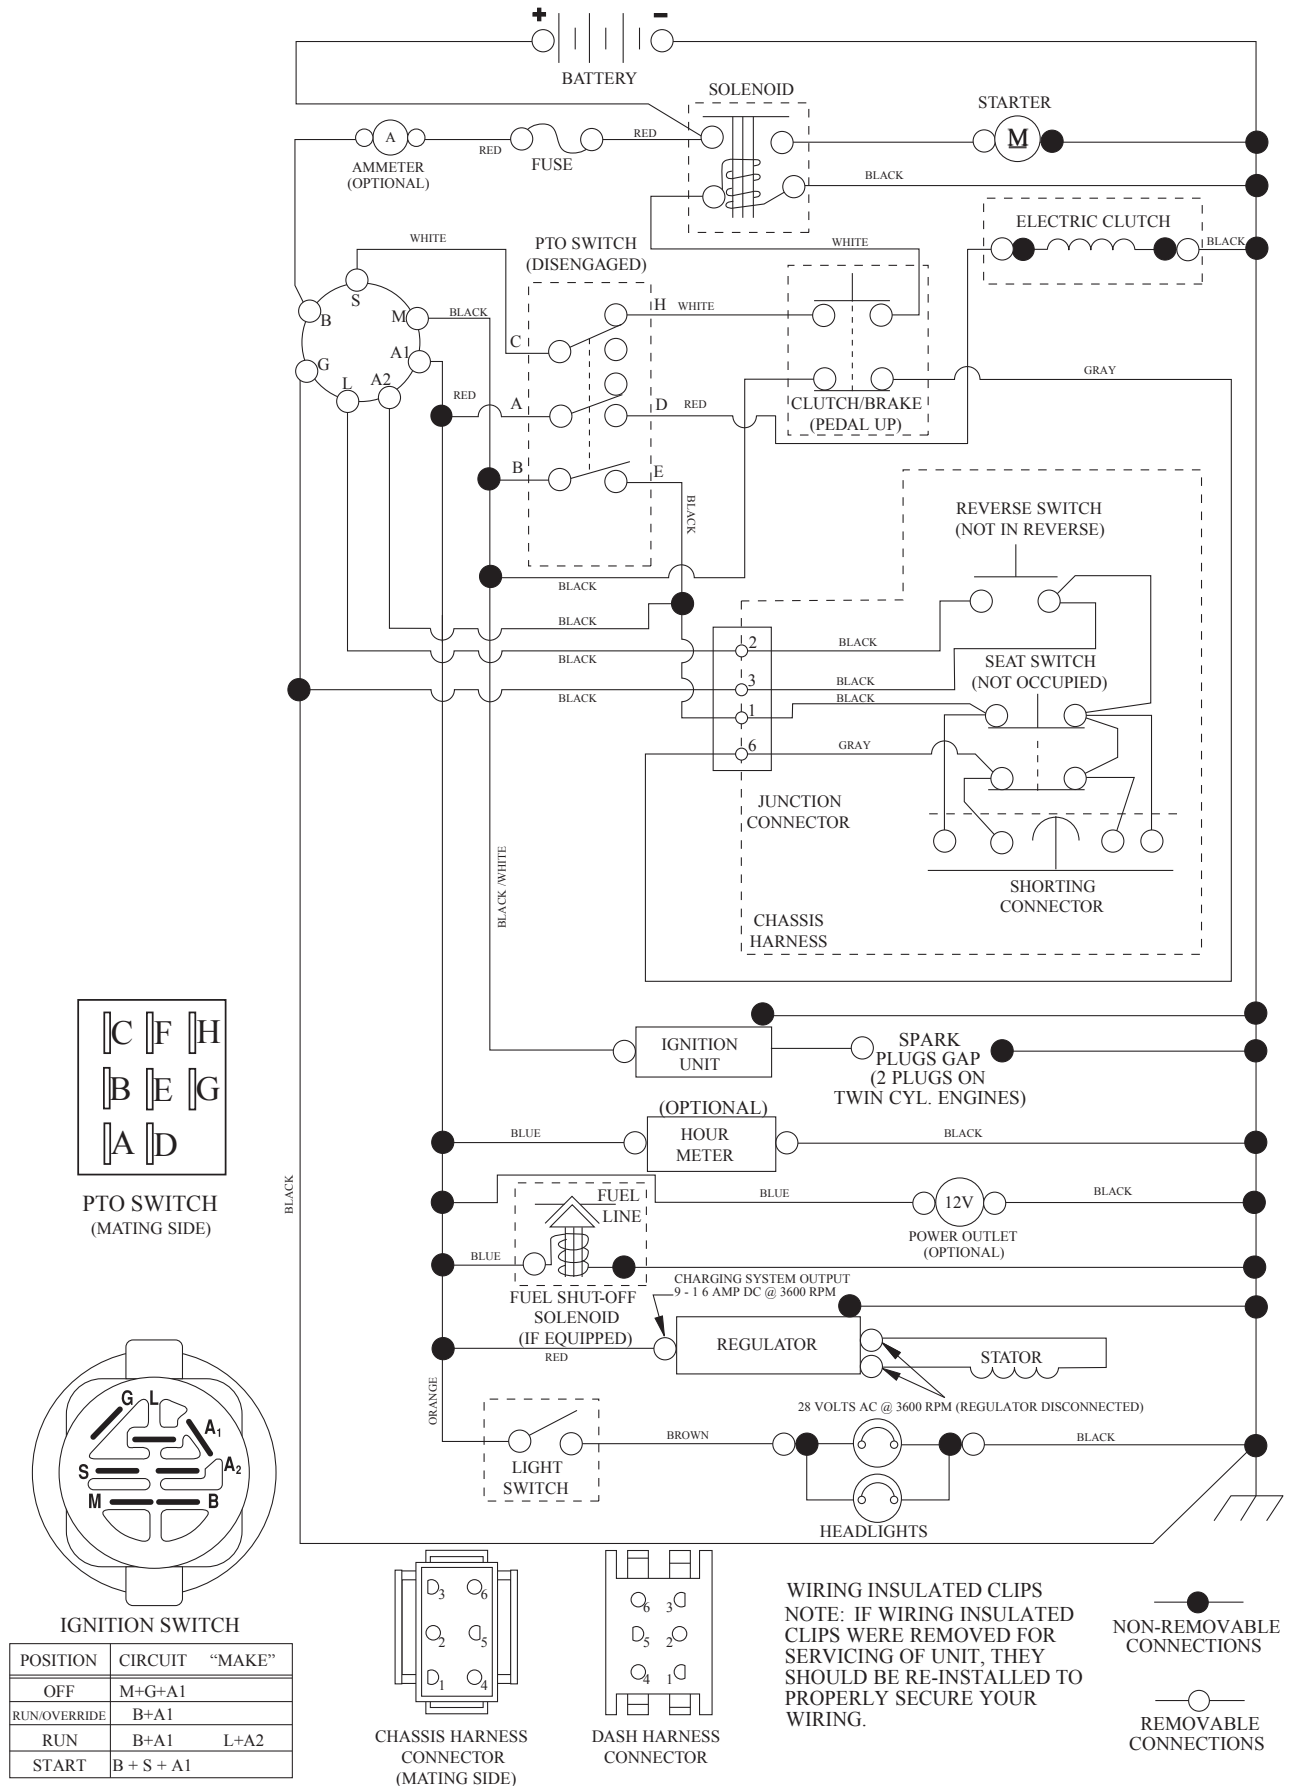 + −
BATTERY
SOLENOID
STARTER
A
M
RED
RED
FUSE
AMMETER
(OPTIONAL)
BLACK
WHITE
PTO SWITCH
(DISENGAGED)
WHITE
ELECTRIC CLUTCH
BLACK
S
B
M
BLACK
H
WHITE
C
G
A1
L
A2
RED
A
D
RED
GRAY
CLUTCH/BRAKE
(PEDAL UP)
B
E
BLACK
REVERSE SWITCH
(NOT IN REVERSE)
BLACK
BLACK
BLACK
2
BLACK
SEAT SWITCH
(NOT OCCUPIED)
BLACK
3
BLACK
1
BLACK
6
GRAY
JUNCTION
CONNECTOR
BLACK /WHITE
SHORTING
CONNECTOR
CHASSIS
HARNESS
C F H
B E G
A D
PTO SWITCH
(MATING SIDE)
BLACK
IGNITION
UNIT
SPARK
PLUGS GAP
(2 PLUGS ON
TWIN CYL. ENGINES)
(OPTIONAL)
HOUR
METER
BLUE
BLACK
BLUE
12V
BLACK
POWER OUTLET
(OPTIONAL)
FUEL
LINE
BLUE
FUEL SHUT-OFF
SOLENOID
(IF EQUIPPED)
CHARGING SYSTEM OUTPUT
9 - 1 6 AMP DC @ 3600 RPM
RED
REGULATOR
STATOR
28 VOLTS AC @ 3600 RPM (REGULATOR DISCONNECTED)
ORANGE
LIGHT
SWITCH
BROWN
BLACK
HEADLIGHTS
G L
A1
S
A2
M B
IGNITION SWITCH
POSITION CIRCUIT “MAKE”
OFF M+G+A1
RUN/OVERRIDE B+A1
RUN B+A1 L+A2
START B + S + A1
3 6
2 5
1 4
CHASSIS HARNESS
CONNECTOR
(MATING SIDE)
6 3
5 2
4 1
DASH HARNESS
CONNECTOR
WIRING INSULATED CLIPS
NOTE: IF WIRING INSULATED
CLIPS WERE REMOVED FOR
SERVICING OF UNIT, THEY
SHOULD BE RE-INSTALLED TO
PROPERLY SECURE YOUR
WIRING.
NON-REMOVABLE
CONNECTIONS
REMOVABLE
CONNECTIONS